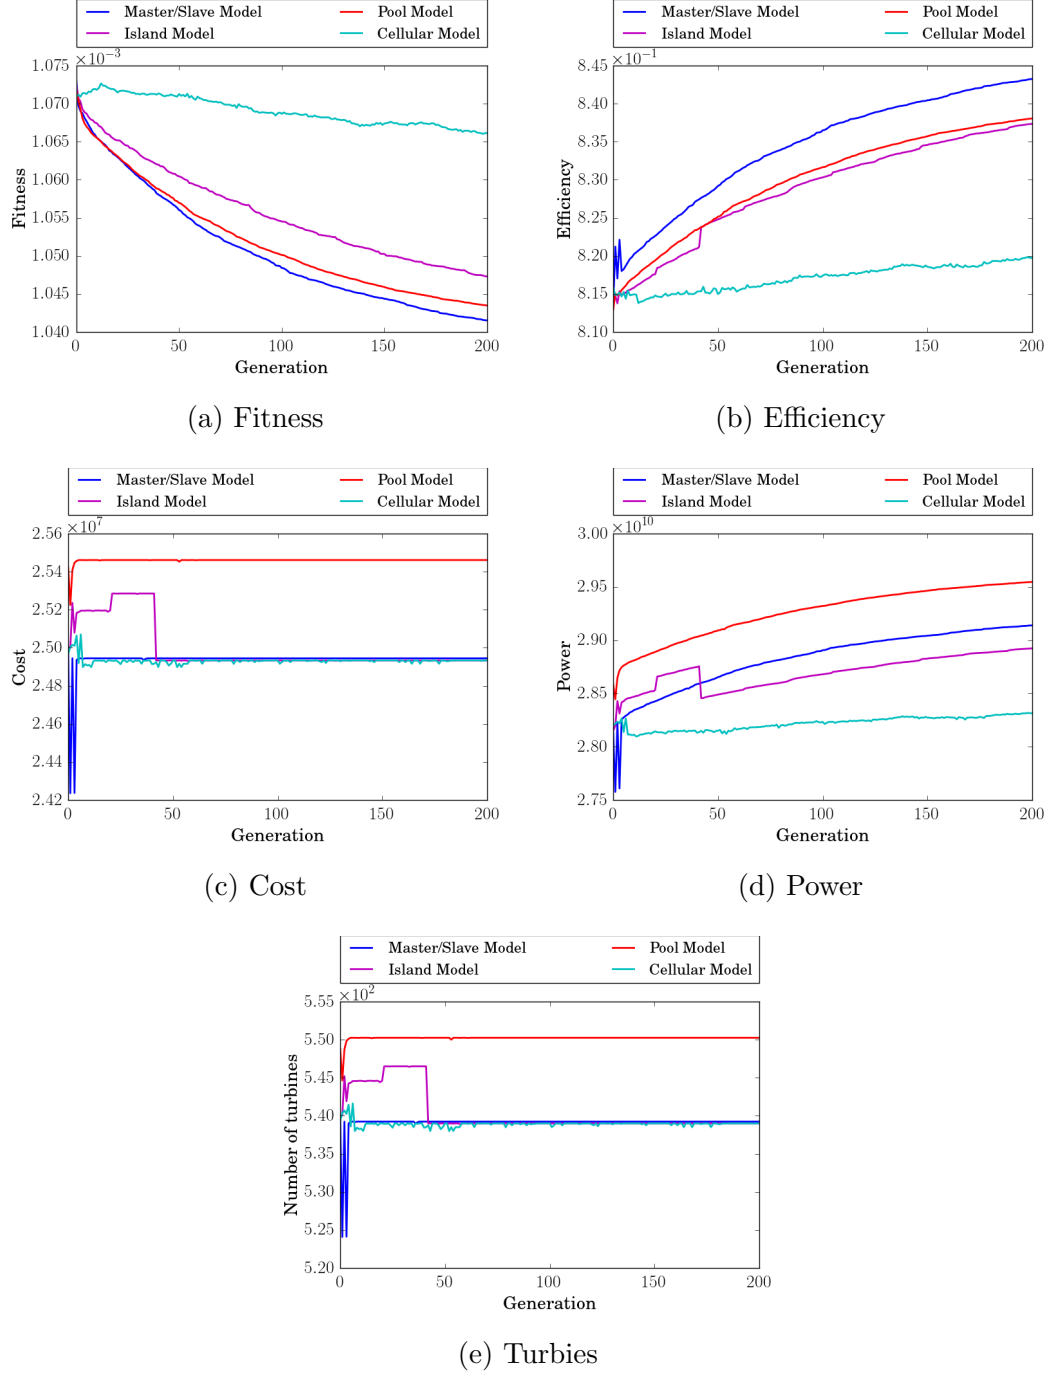 Master/Slave Model
Pool Model
Island Model
Cellular Model
×10⁻³
1.075
1.070
1.065
1.060
1.055
1.050
1.045
1.040
Fitness
0 50 100 150 200
Generation
(a) Fitness
Master/Slave Model
Pool Model
Island Model
Cellular Model
×10⁻¹
8.45
8.40
8.35
8.30
8.25
8.20
8.15
8.10
Efficiency
0 50 100 150 200
Generation
(b) Efficiency
Master/Slave Model
Pool Model
Island Model
Cellular Model
×10⁷
2.56
2.54
2.52
2.50
2.48
2.46
2.44
2.42
Cost
0 50 100 150 200
Generation
(c) Cost
Master/Slave Model
Pool Model
Island Model
Cellular Model
×10¹⁰
3.00
2.95
2.90
2.85
2.80
2.75
Power
0 50 100 150 200
Generation
(d) Power
Master/Slave Model
Pool Model
Island Model
Cellular Model
×10²
5.55
5.50
5.45
5.40
5.35
5.30
5.25
5.20
Number of turbines
0 50 100 150 200
Generation
(e) Turbies